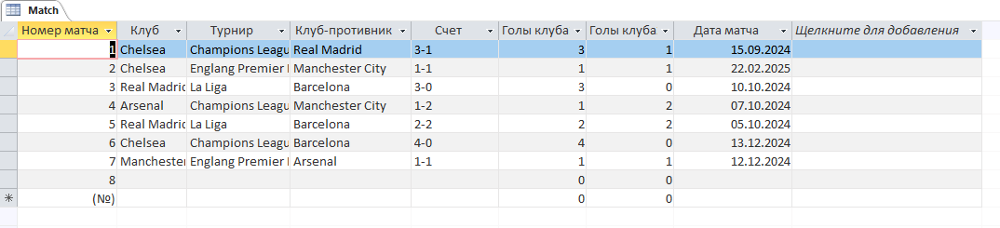 Match
Номер матча Клуб Турнир Клуб-противник Счет Голы клуба Голы клуба Дата матча Щелкните для добавления
1 Chelsea Champions Leagu Real Madrid 3-1 3 1 15.09.2024
2 Chelsea Englang Premier Manchester City 1-1 1 1 22.02.2025
3 Real Madric La Liga Barcelona 3-0 3 0 10.10.2024
4 Arsenal Champions Leagu Manchester City 1-2 1 2 07.10.2024
5 Real Madric La Liga Barcelona 2-2 2 2 05.10.2024
6 Chelsea Champions Leagu Barcelona 4-0 4 0 13.12.2024
7 Manchester Englang Premier Arsenal 1-1 1 1 12.12.2024
8 0 0
(№) 0 0